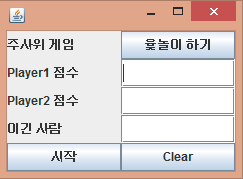 주사위 게임 윷놀이 하기
Player1 점수
Player2 점수
이긴 사람
시작 Clear